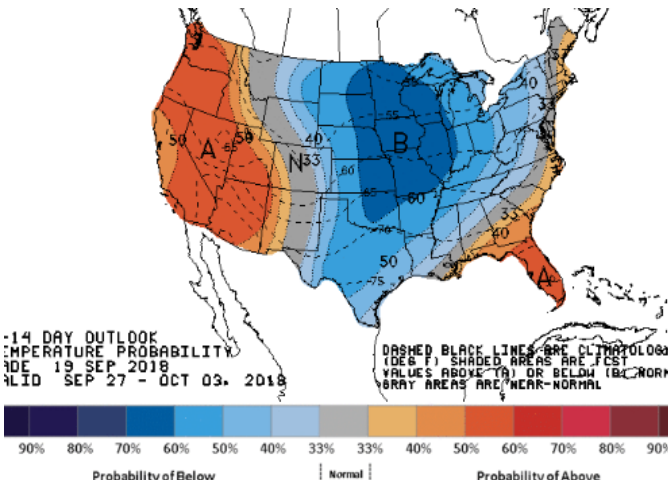 50
A
50
65
N
33
40
60
65
55
B
60
70
50
75
40
33
33
40
A
-14 DAY OUTLOOK
EMPERATURE PROBABILITY
ADE 19 SEP 2018
ALID SEP 27 - OCT 03, 2018
DASHED BLACK LINES ARE CLIMATOLOG
(DEG F) SHADED AREAS ARE FCST
VALUES ABOVE (A) OR BELOW (B) NORM
GRAY AREAS ARE NEAR-NORMAL
90% 80% 70% 60% 50% 40% 33% 33% 40% 50% 60% 70% 80% 90%
Probability of Below Normal Probability of Above